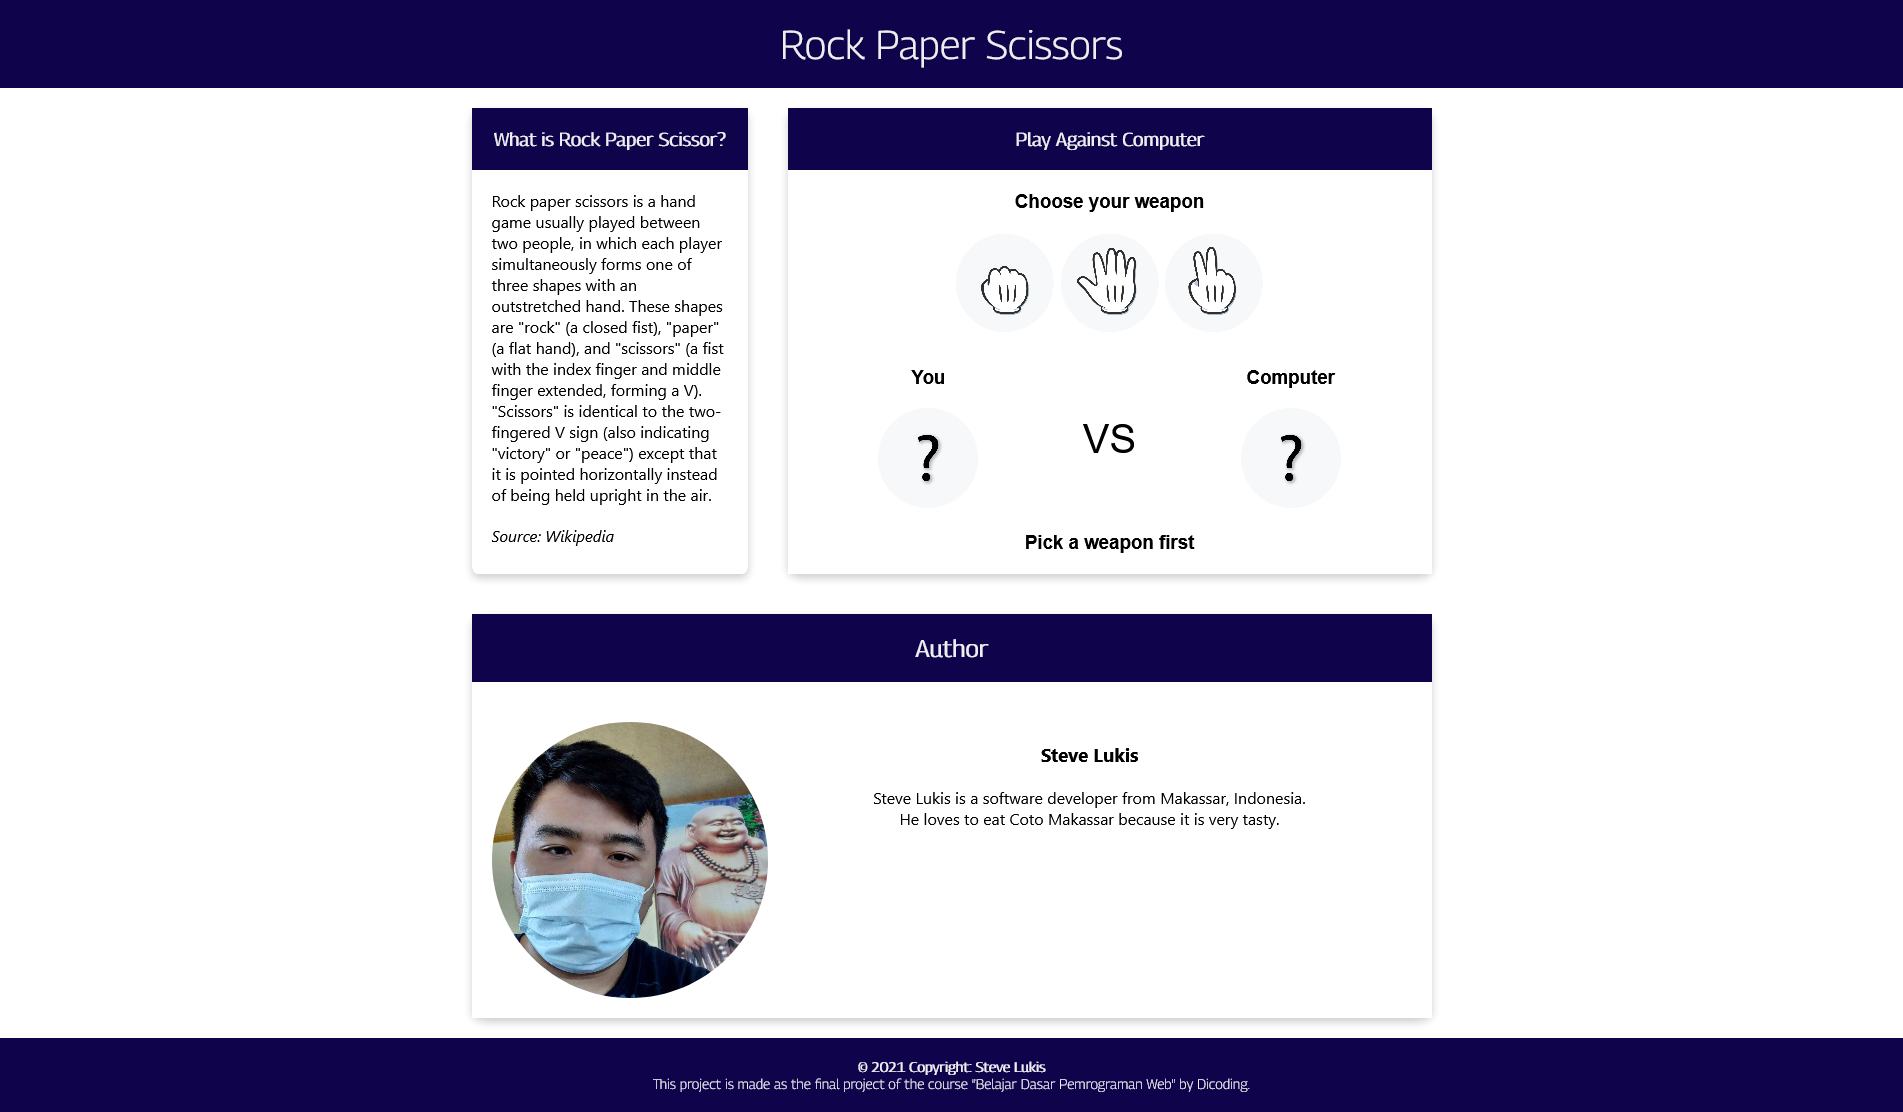 Rock Paper Scissors
What is Rock Paper Scissor?
Rock paper scissors is a hand
game usually played between
two people, in which each player
simultaneously forms one of
three shapes with an
outstretched hand. These shapes
are "rock" (a closed fist), "paper"
(a flat hand), and "scissors" (a fist
with the index finger and middle
finger extended, forming a V).
"Scissors" is identical to the two-
fingered V sign (also indicating
"victory" or "peace") except that
it is pointed horizontally instead
of being held upright in the air.
Source: Wikipedia
Play Against Computer
Choose your weapon
You
Computer
?
VS
?
Pick a weapon first
Author
Steve Lukis
Steve Lukis is a software developer from Makassar, Indonesia.
He loves to eat Coto Makassar because it is very tasty.
© 2021 Copyright: Steve Lukis
This project is made as the final project of the course "Belajar Dasar Pemrograman Web" by Dicoding.